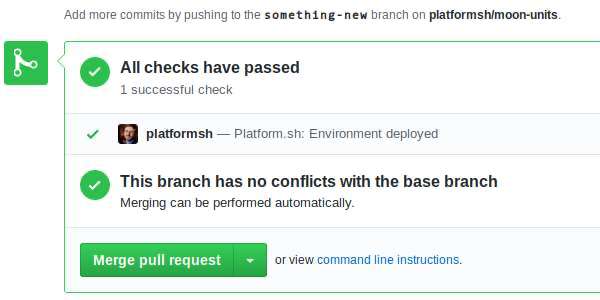 Add more commits by pushing to the something-new branch on platformsh/moon-units.
All checks have passed
1 successful check
platformsh — Platform.sh: Environment deployed
This branch has no conflicts with the base branch
Merging can be performed automatically.
Merge pull request or view command line instructions.